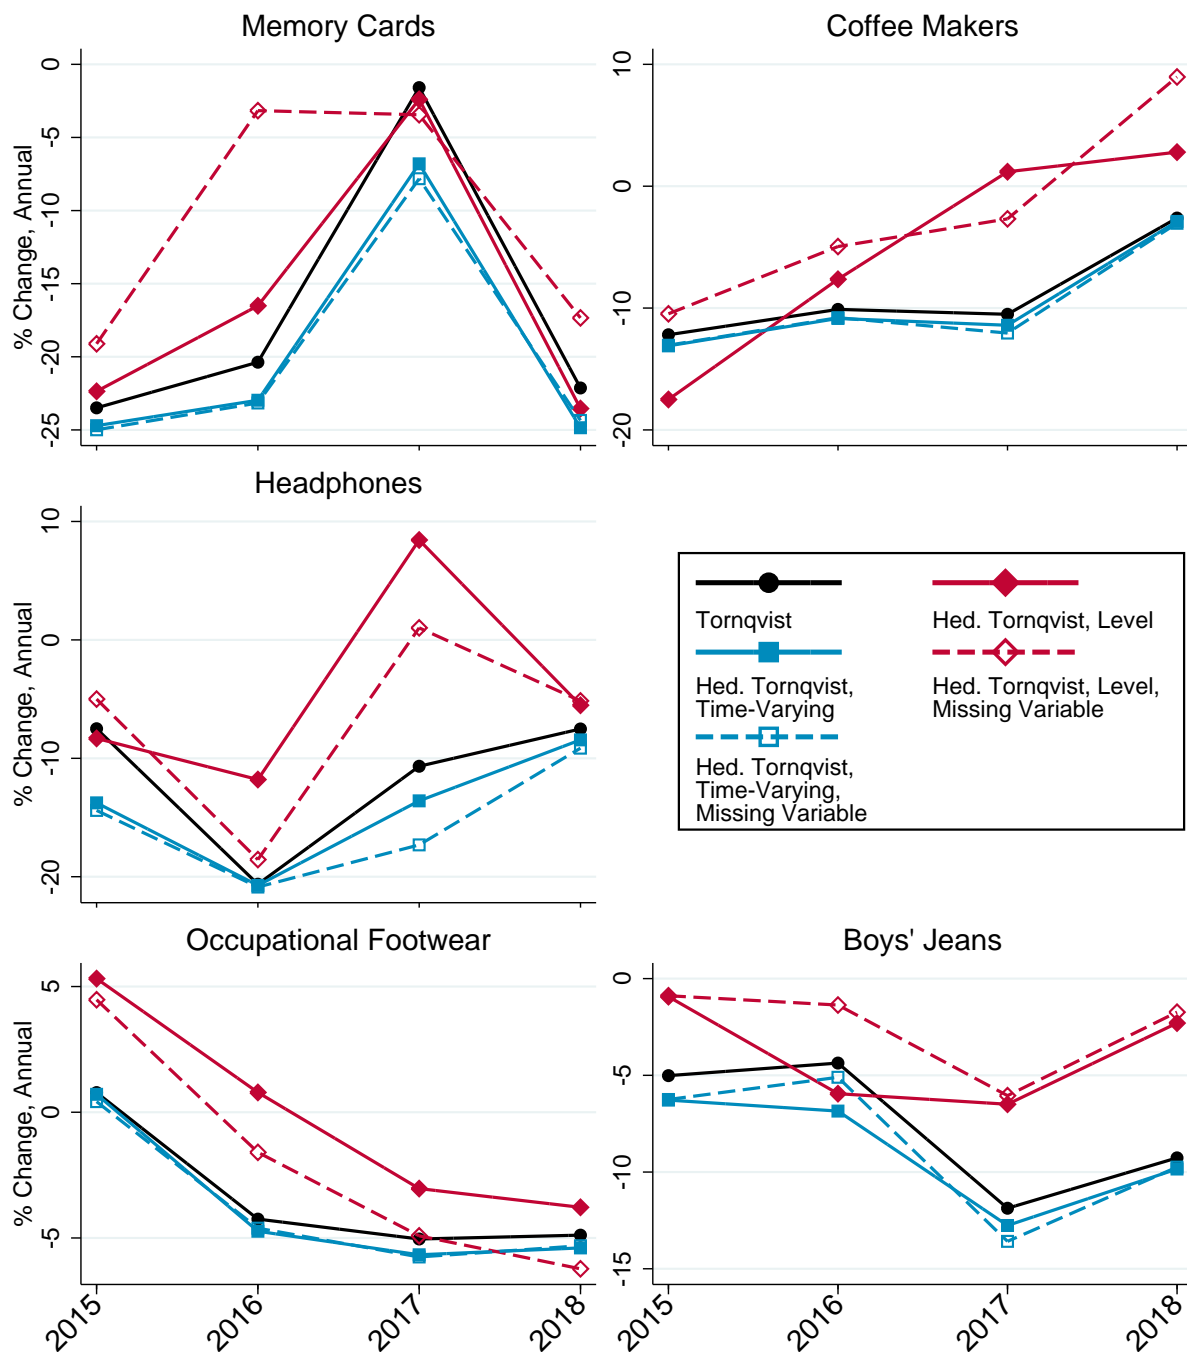 Memory Cards
Coffee Makers
% Change, Annual
0
-5
-10
-15
-20
-25
10
0
-10
-20
Headphones
% Change, Annual
10
0
-10
-20
Tornqvist
Hed. Tornqvist, Level
Hed. Tornqvist,
Time-Varying
Hed. Tornqvist, Level,
Missing Variable
Hed. Tornqvist,
Time-Varying,
Missing Variable
Occupational Footwear
Boys' Jeans
% Change, Annual
5
0
-5
0
-5
-10
-15
2015
2016
2017
2018
2015
2016
2017
2018